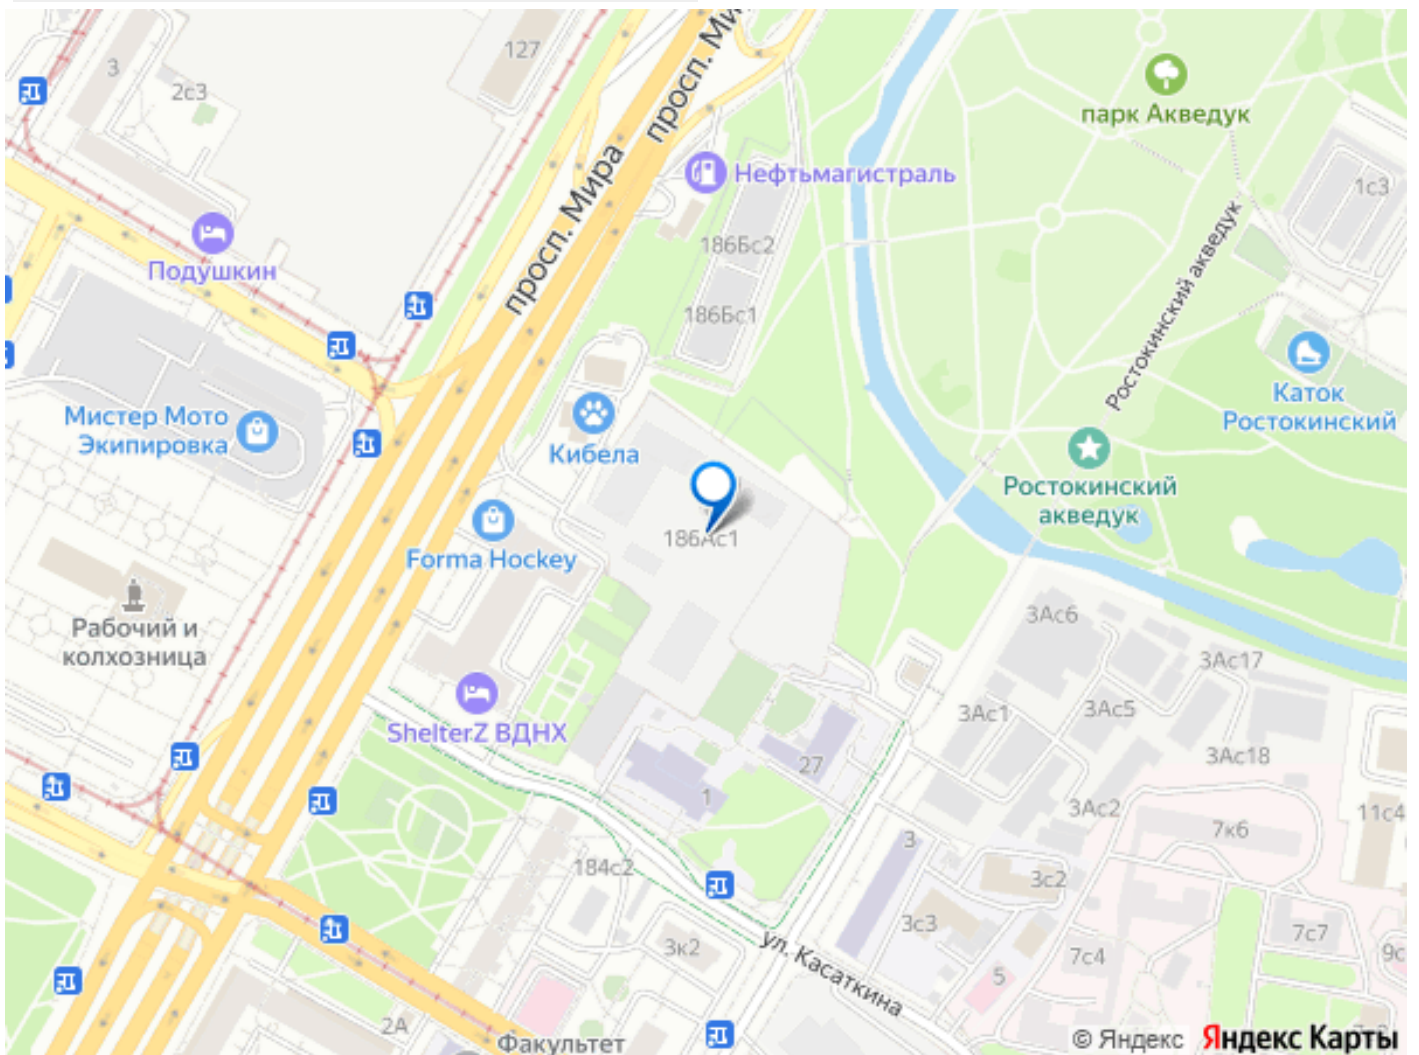 127
3
2с3
просп. Мира
просп. Ми
парк Акведук
Нефтьмагистраль
1с3
186Бс2
Подушкин
186Бс1
Ростокинский акведук
Каток
Ростокинский
Мистер Мото
Экипировка
Кибела
Ростокинский
акведук
186Ас1
Forma Hockey
Рабочий и
колхозница
3Ас6
3Ас17
3Ас1
3Ас5
ShelterZ ВДНХ
27
3Ас18
1
3Ас2
11с4
7к6
3
184с2
3с2
3с3
7с7
3к2
ул. Касаткина
7с4
9с
5
2А
Факультет
© Яндекс Яндекс Карты